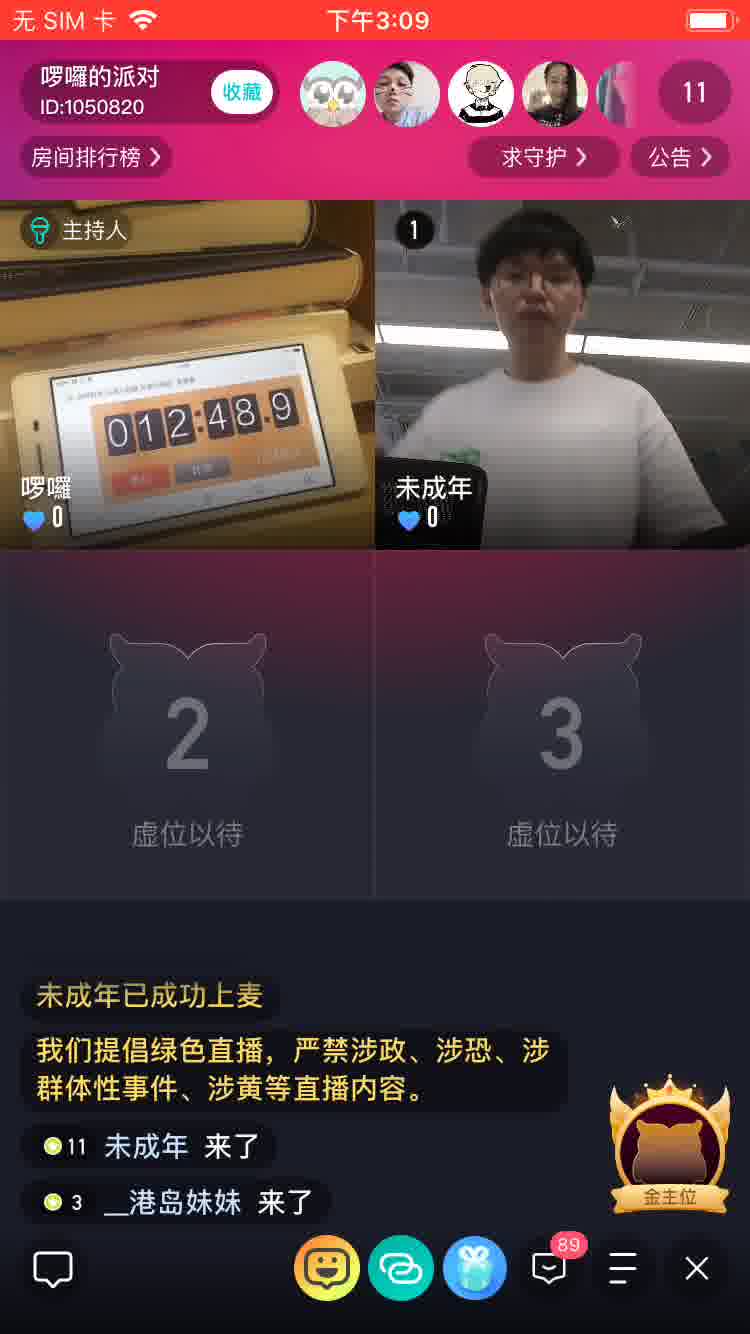 无 SIM 卡
下午3:09
啰囉的派对
ID:1050820
收藏
11
房间排行榜
求守护
公告
主持人
1
012:48.9
啰囉
0
未成年
0
2
3
虚位以待
虚位以待
未成年已成功上麦
我们提倡绿色直播，严禁涉政、涉恐、涉
群体性事件、涉黄等直播内容。
11 未成年 来了
3 __港岛妹妹 来了
金主位
89